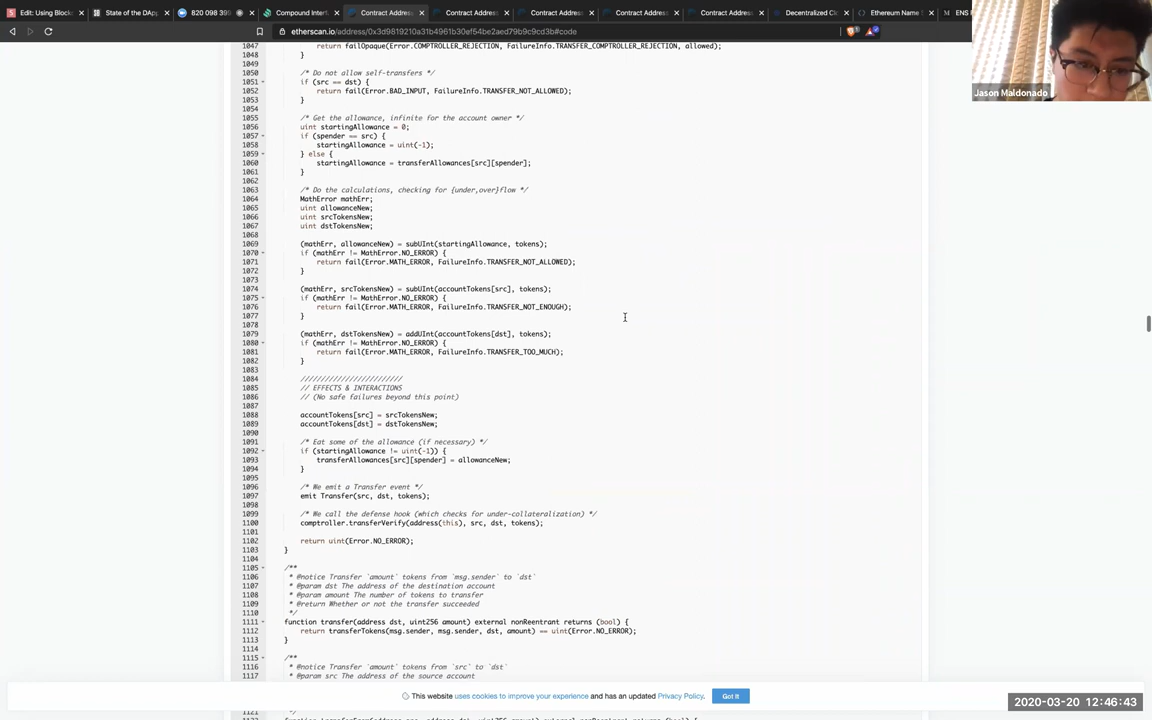 Edit: Using Block
State of the DApp
820 098 395
Compound Interf
Contract Address
Contract Address
Contract Address
Contract Address
Contract Address
Decentralized Cl
Ethereum Name
ENS
etherscan.io/address/0x3d9819210a31b4961b30ef54be2aed79b9c9cd3b#code
Jason Maldonado
1047 return failOpaque(Error.COMPTROLLER_REJECTION, FailureInfo.TRANSFER_COMPTROLLER_REJECTION, allowed);
1048 }
1049
1050 /* Do not allow self-transfers */
1051 if (src == dst) {
1052 return fail(Error.BAD_INPUT, FailureInfo.TRANSFER_NOT_ALLOWED);
1053 }
1054
1055 /* Get the allowance, infinite for the account owner */
1056 uint startingAllowance = 0;
1057 if (spender == src) {
1058 startingAllowance = uint(-1);
1059 } else {
1060 startingAllowance = transferAllowances[src][spender];
1061 }
1062
1063 /* Do the calculations, checking for {under,over}flow */
1064 MathError mathErr;
1065 uint allowanceNew;
1066 uint srcTokensNew;
1067 uint dstTokensNew;
1068
1069 (mathErr, allowanceNew) = subUInt(startingAllowance, tokens);
1070 if (mathErr != MathError.NO_ERROR) {
1071 return fail(Error.MATH_ERROR, FailureInfo.TRANSFER_NOT_ALLOWED);
1072 }
1073
1074 (mathErr, srcTokensNew) = subUInt(accountTokens[src], tokens);
1075 if (mathErr != MathError.NO_ERROR) {
1076 return fail(Error.MATH_ERROR, FailureInfo.TRANSFER_NOT_ENOUGH);
1077 }
1078
1079 (mathErr, dstTokensNew) = addUInt(accountTokens[dst], tokens);
1080 if (mathErr != MathError.NO_ERROR) {
1081 return fail(Error.MATH_ERROR, FailureInfo.TRANSFER_TOO_MUCH);
1082 }
1083
1084 /////////////////////////
1085 // EFFECTS & INTERACTIONS
1086 // (No safe failures beyond this point)
1087
1088 accountTokens[src] = srcTokensNew;
1089 accountTokens[dst] = dstTokensNew;
1090
1091 /* Eat some of the allowance (if necessary) */
1092 if (startingAllowance != uint(-1)) {
1093 transferAllowances[src][spender] = allowanceNew;
1094 }
1095
1096 /* We emit a Transfer event */
1097 emit Transfer(src, dst, tokens);
1098
1099 /* We call the defense hook (which checks for under-collateralization) */
1100 comptroller.transferVerify(address(this), src, dst, tokens);
1101
1102 return uint(Error.NO_ERROR);
1103 }
1104
1105 /**
1106 * @notice Transfer `amount` tokens from `msg.sender` to `dst`
1107 * @param dst The address of the destination account
1108 * @param amount The number of tokens to transfer
1109 * @return Whether or not the transfer succeeded
1110 */
1111 function transfer(address dst, uint256 amount) external nonReentrant returns (bool) {
1112 return transferTokens(msg.sender, msg.sender, dst, amount) == uint(Error.NO_ERROR);
1113 }
1114
1115 /**
1116 * @notice Transfer `amount` tokens from `src` to `dst`
1117 * @param src The address of the source account
This website uses cookies to improve your experience and has an updated Privacy Policy. Got It
2020-03-20 12:46:43